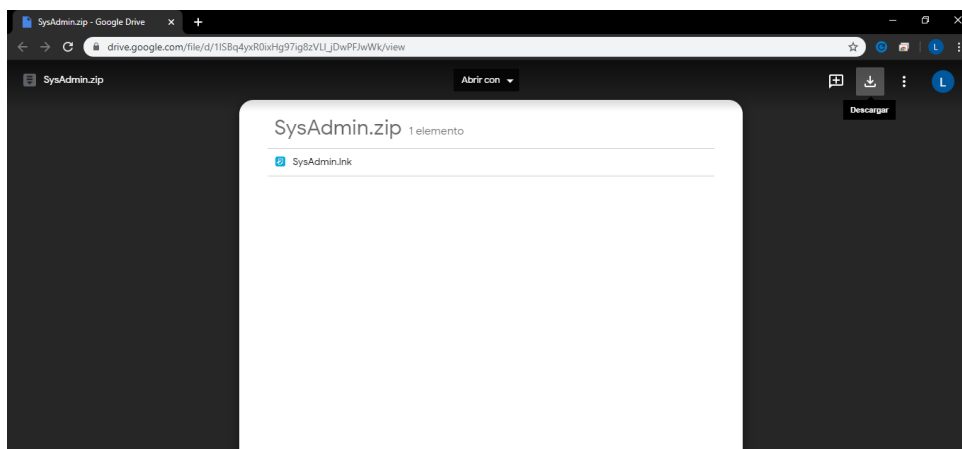 SysAdmin.zip - Google Drive
drive.google.com/file/d/1ISBq4yxR0ixHg97ig8zVLI_jDwPFJwWk/view
L
SysAdmin.zip
Abrir con
L
Descargar
SysAdmin.zip 1 elemento
SysAdmin.lnk